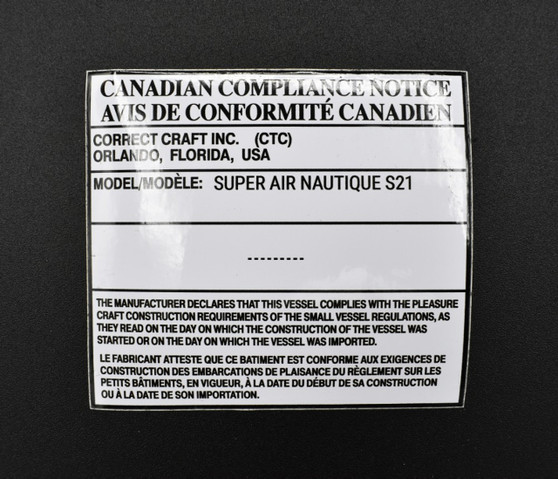 CANADIAN COMPLIANCE NOTICE
AVIS DE CONFORMITÉ CANADIEN
CORRECT CRAFT INC. (CTC)
ORLANDO, FLORIDA, USA
MODEL/MODÈLE: SUPER AIR NAUTIQUE S21
---------
THE MANUFACTURER DECLARES THAT THIS VESSEL COMPLIES WITH THE PLEASURE
CRAFT CONSTRUCTION REQUIREMENTS OF THE SMALL VESSEL REGULATIONS, AS
THEY READ ON THE DAY ON WHICH THE CONSTRUCTION OF THE VESSEL WAS
STARTED OR ON THE DAY ON WHICH THE VESSEL WAS IMPORTED.
LE FABRICANT ATTESTE QUE CE BATIMENT EST CONFORME AUX EXIGENCES DE
CONSTRUCTION DES EMBARCATIONS DE PLAISANCE DU RÈGLEMENT SUR LES
PETITS BÂTIMENTS, EN VIGUEUR, À LA DATE DU DÉBUT DE SA CONSTRUCTION
OU À LA DATE DE SON IMPORTATION.